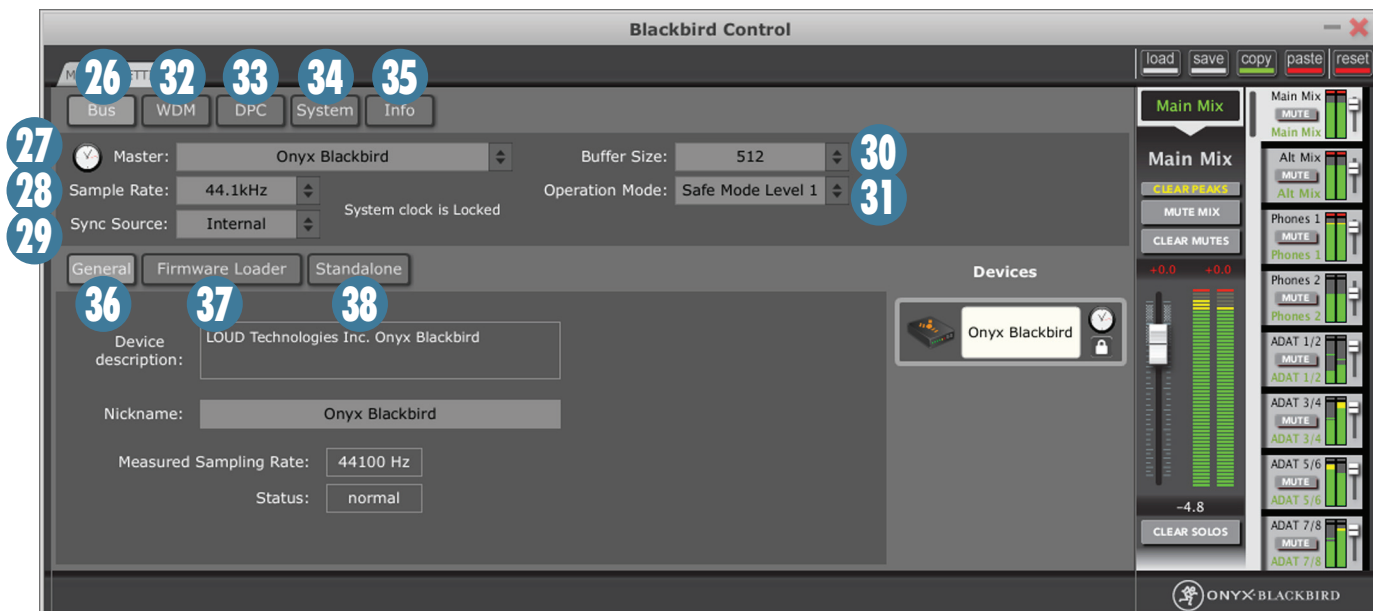 Blackbird Control
load save copy paste reset
26 32 33 34 35
Bus WDM DPC System Info
27 Master: Onyx Blackbird
Buffer Size: 512 30
28 Sample Rate: 44.1kHz
Operation Mode: Safe Mode Level 1 31
System clock is Locked
29 Sync Source: Internal
General Firmware Loader Standalone
36 37 38
Device
description:
LOUD Technologies Inc. Onyx Blackbird
Nickname: Onyx Blackbird
Measured Sampling Rate: 44100 Hz
Status: normal
Devices
Onyx Blackbird
Main Mix
Main Mix
CLEAR PEAKS
MUTE MIX
CLEAR MUTES
+0.0 +0.0
-4.8
CLEAR SOLOS
Main Mix
MUTE
Main Mix
Alt Mix
MUTE
Alt Mix
Phones 1
MUTE
Phones 1
Phones 2
MUTE
Phones 2
ADAT 1/2
MUTE
ADAT 1/2
ADAT 3/4
MUTE
ADAT 3/4
ADAT 5/6
MUTE
ADAT 5/6
ADAT 7/8
MUTE
ADAT 7/8
ONYX BLACKBIRD